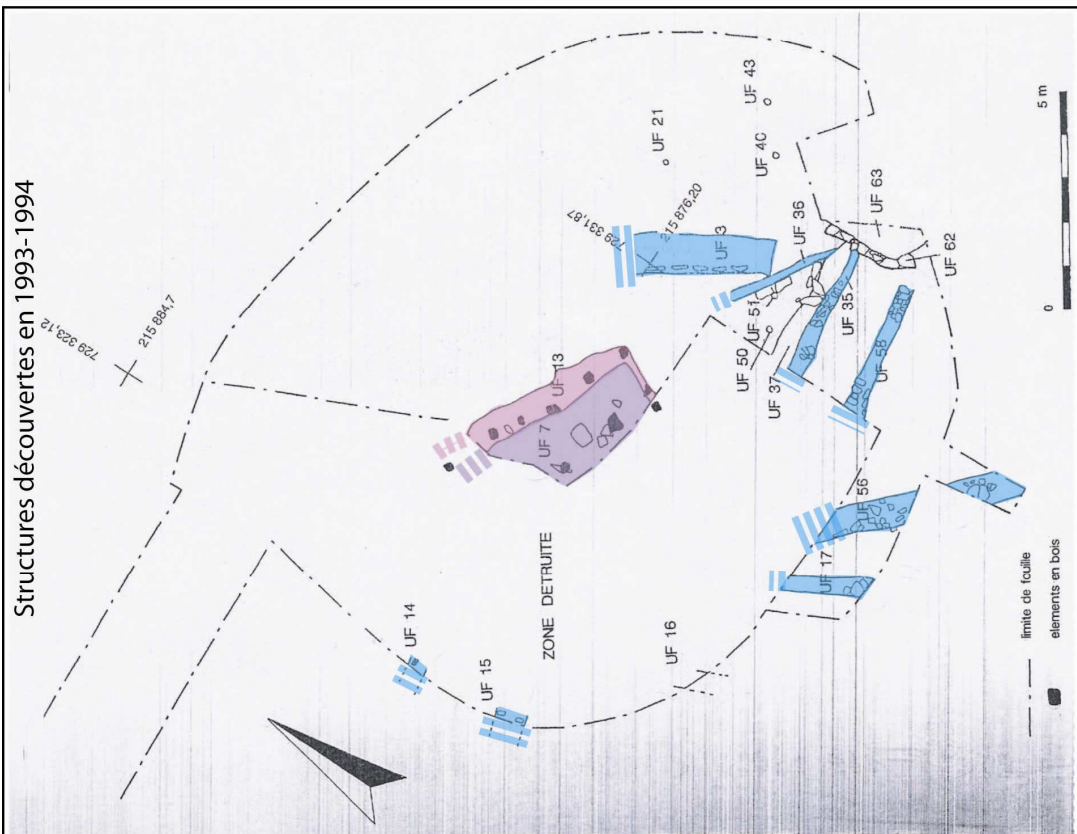 Structures découvertes en 1993-1994
729 323,12
215 884,7
UF 43
UF 21
UF 4C
729 331,87
215 876,20
UF 3
UF 36
UF 63
UF 62
UF 51
UF 35
UF 50
UF 37
UF 58
UF 13
UF 7
UF 56
UF 17
UF 14
UF 15
UF 16
ZONE DETRUITE
5 m
0
limite de fouille
elements en bois